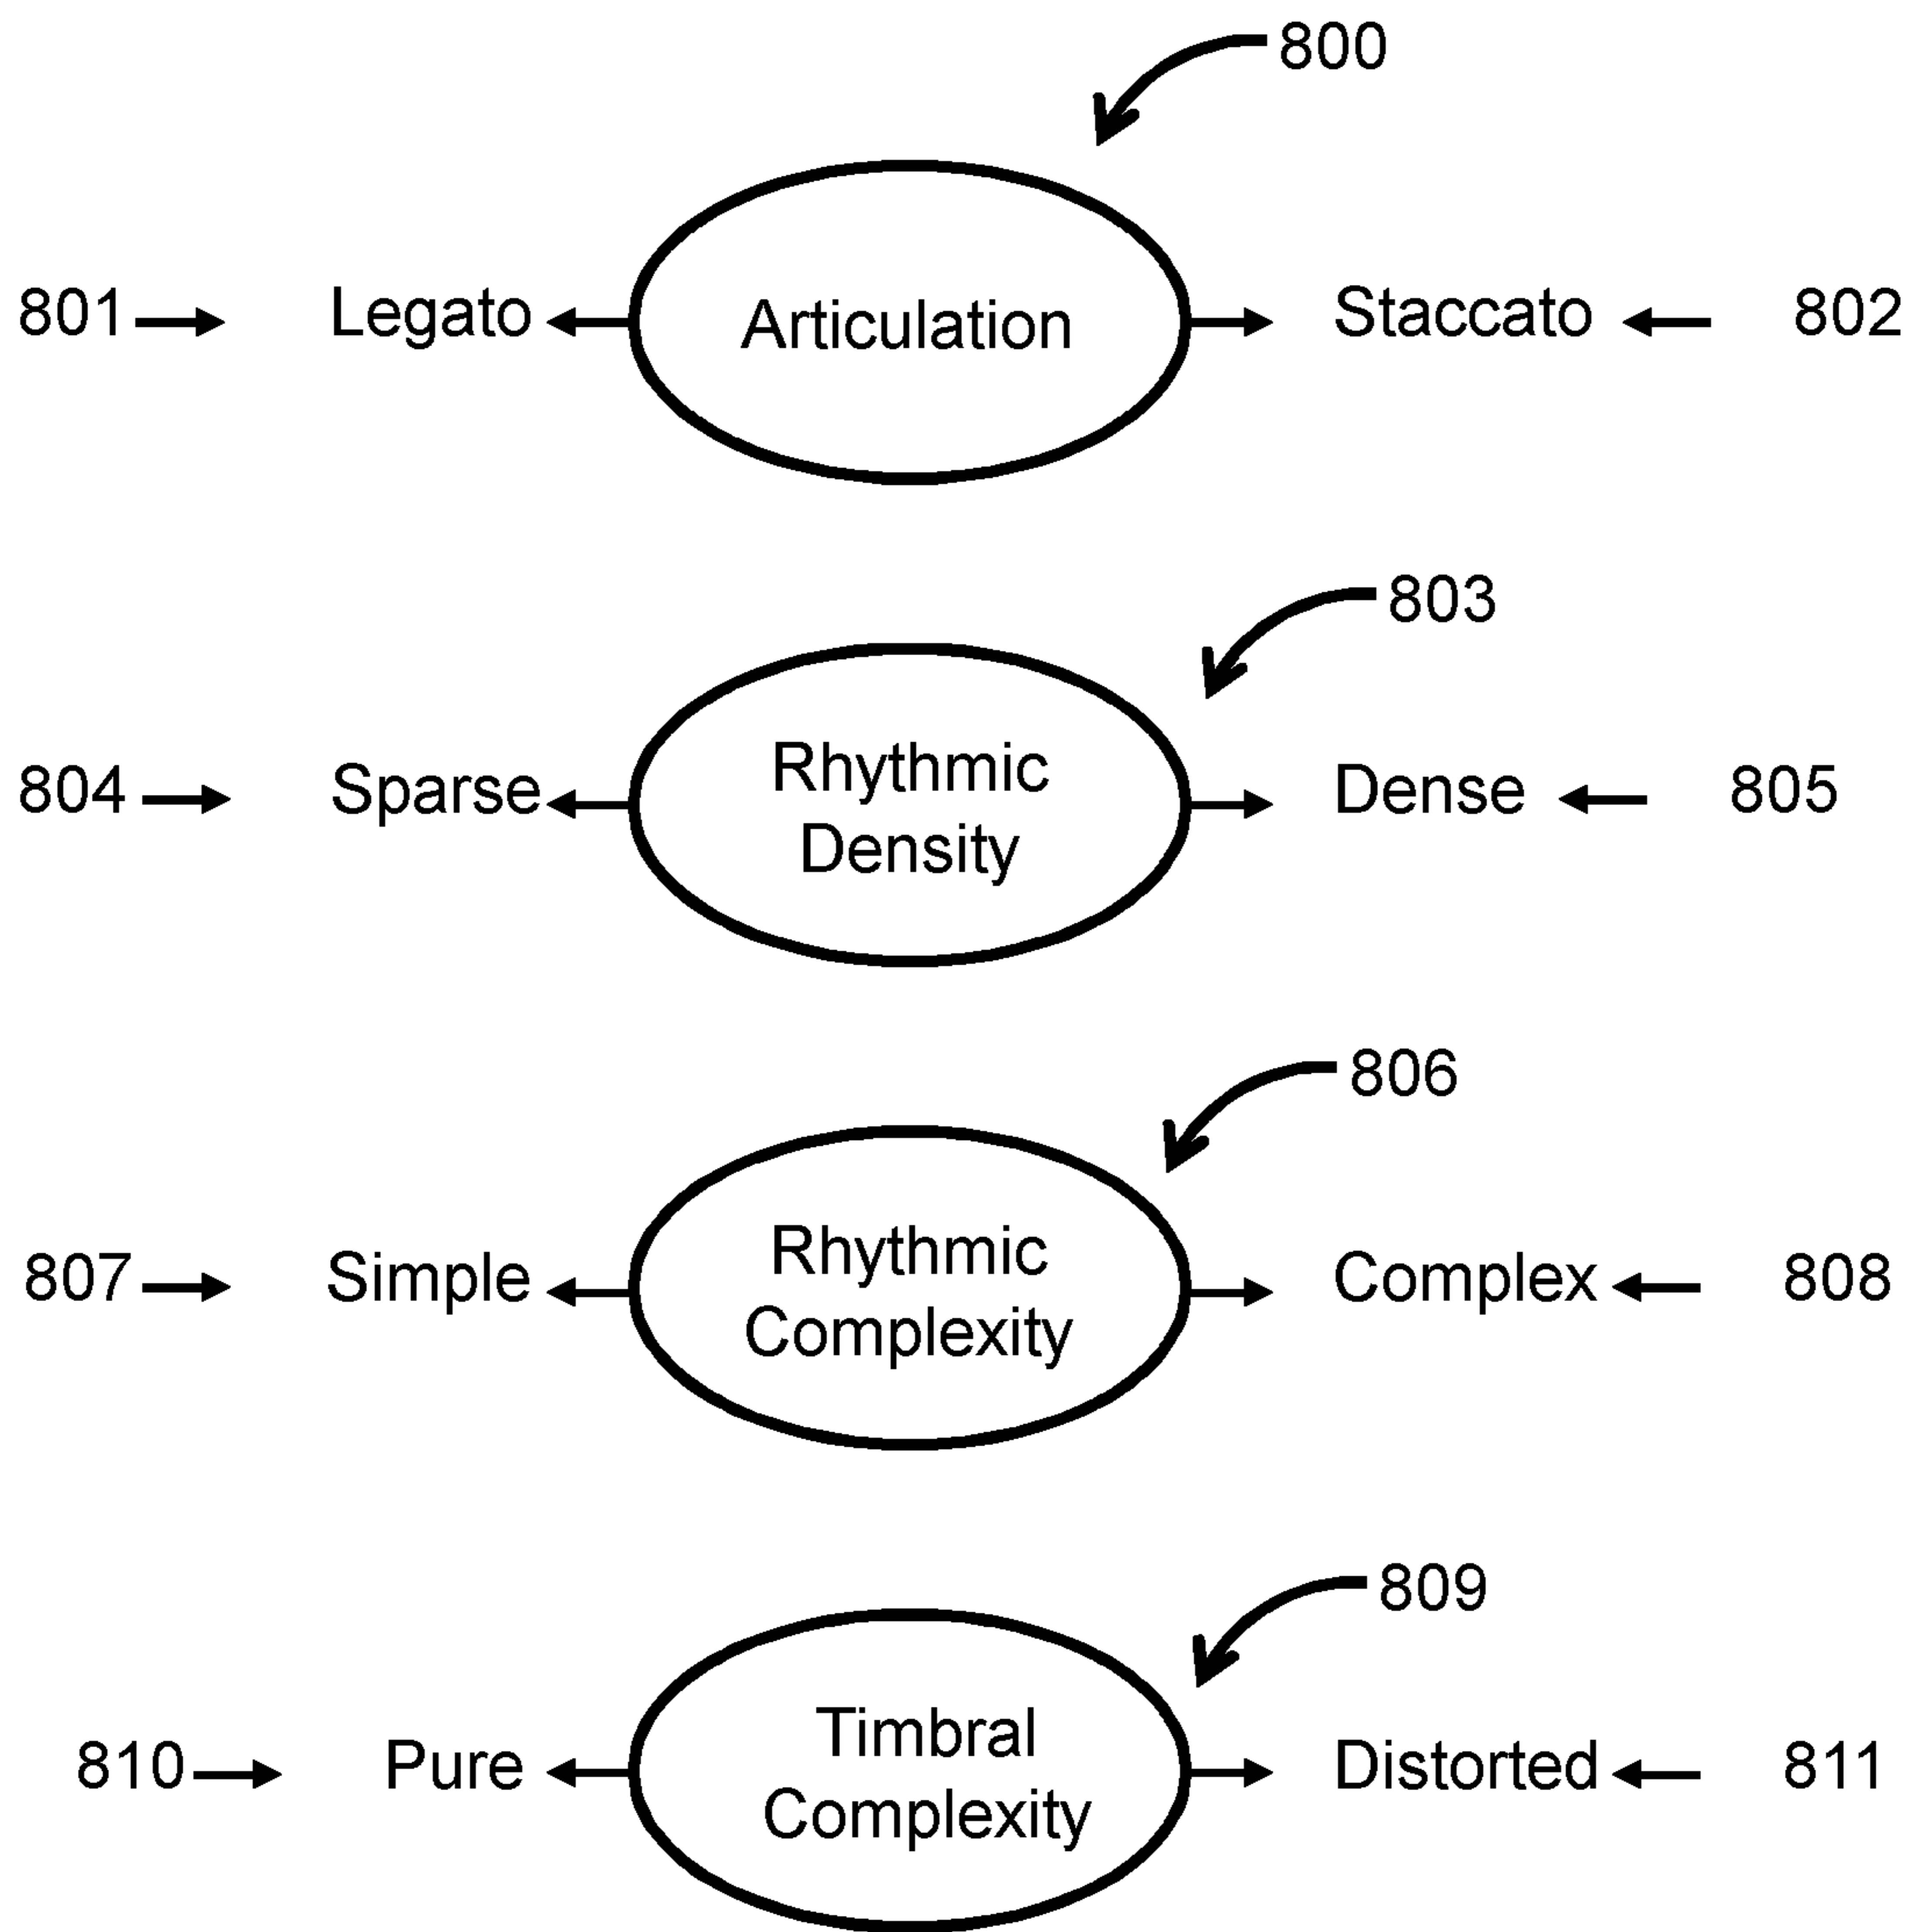 800
801 Legato Articulation Staccato 802
803
804 Sparse Rhythmic Density Dense 805
806
807 Simple Rhythmic Complexity Complex 808
809
810 Pure Timbral Complexity Distorted 811